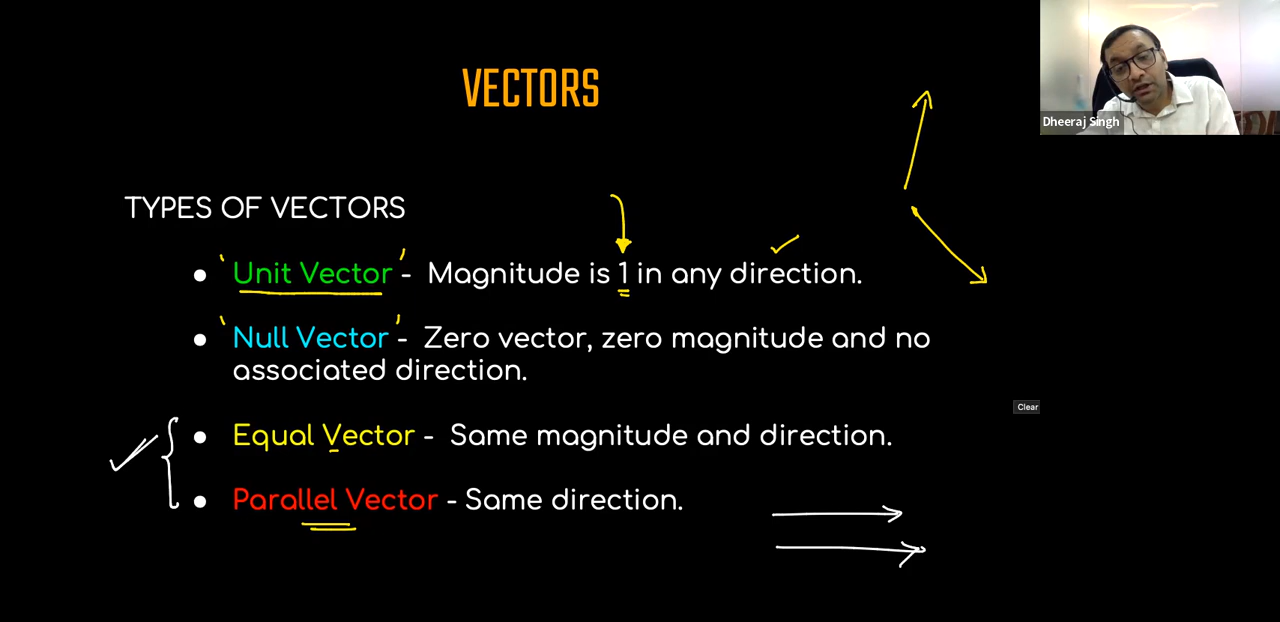 VECTORS
Dheeraj Singh
TYPES OF VECTORS
● 'Unit Vector' - Magnitude is 1 in any direction.
● 'Null Vector' - Zero vector, zero magnitude and no
associated direction.
Clear
● Equal Vector - Same magnitude and direction.
● Parallel Vector - Same direction.